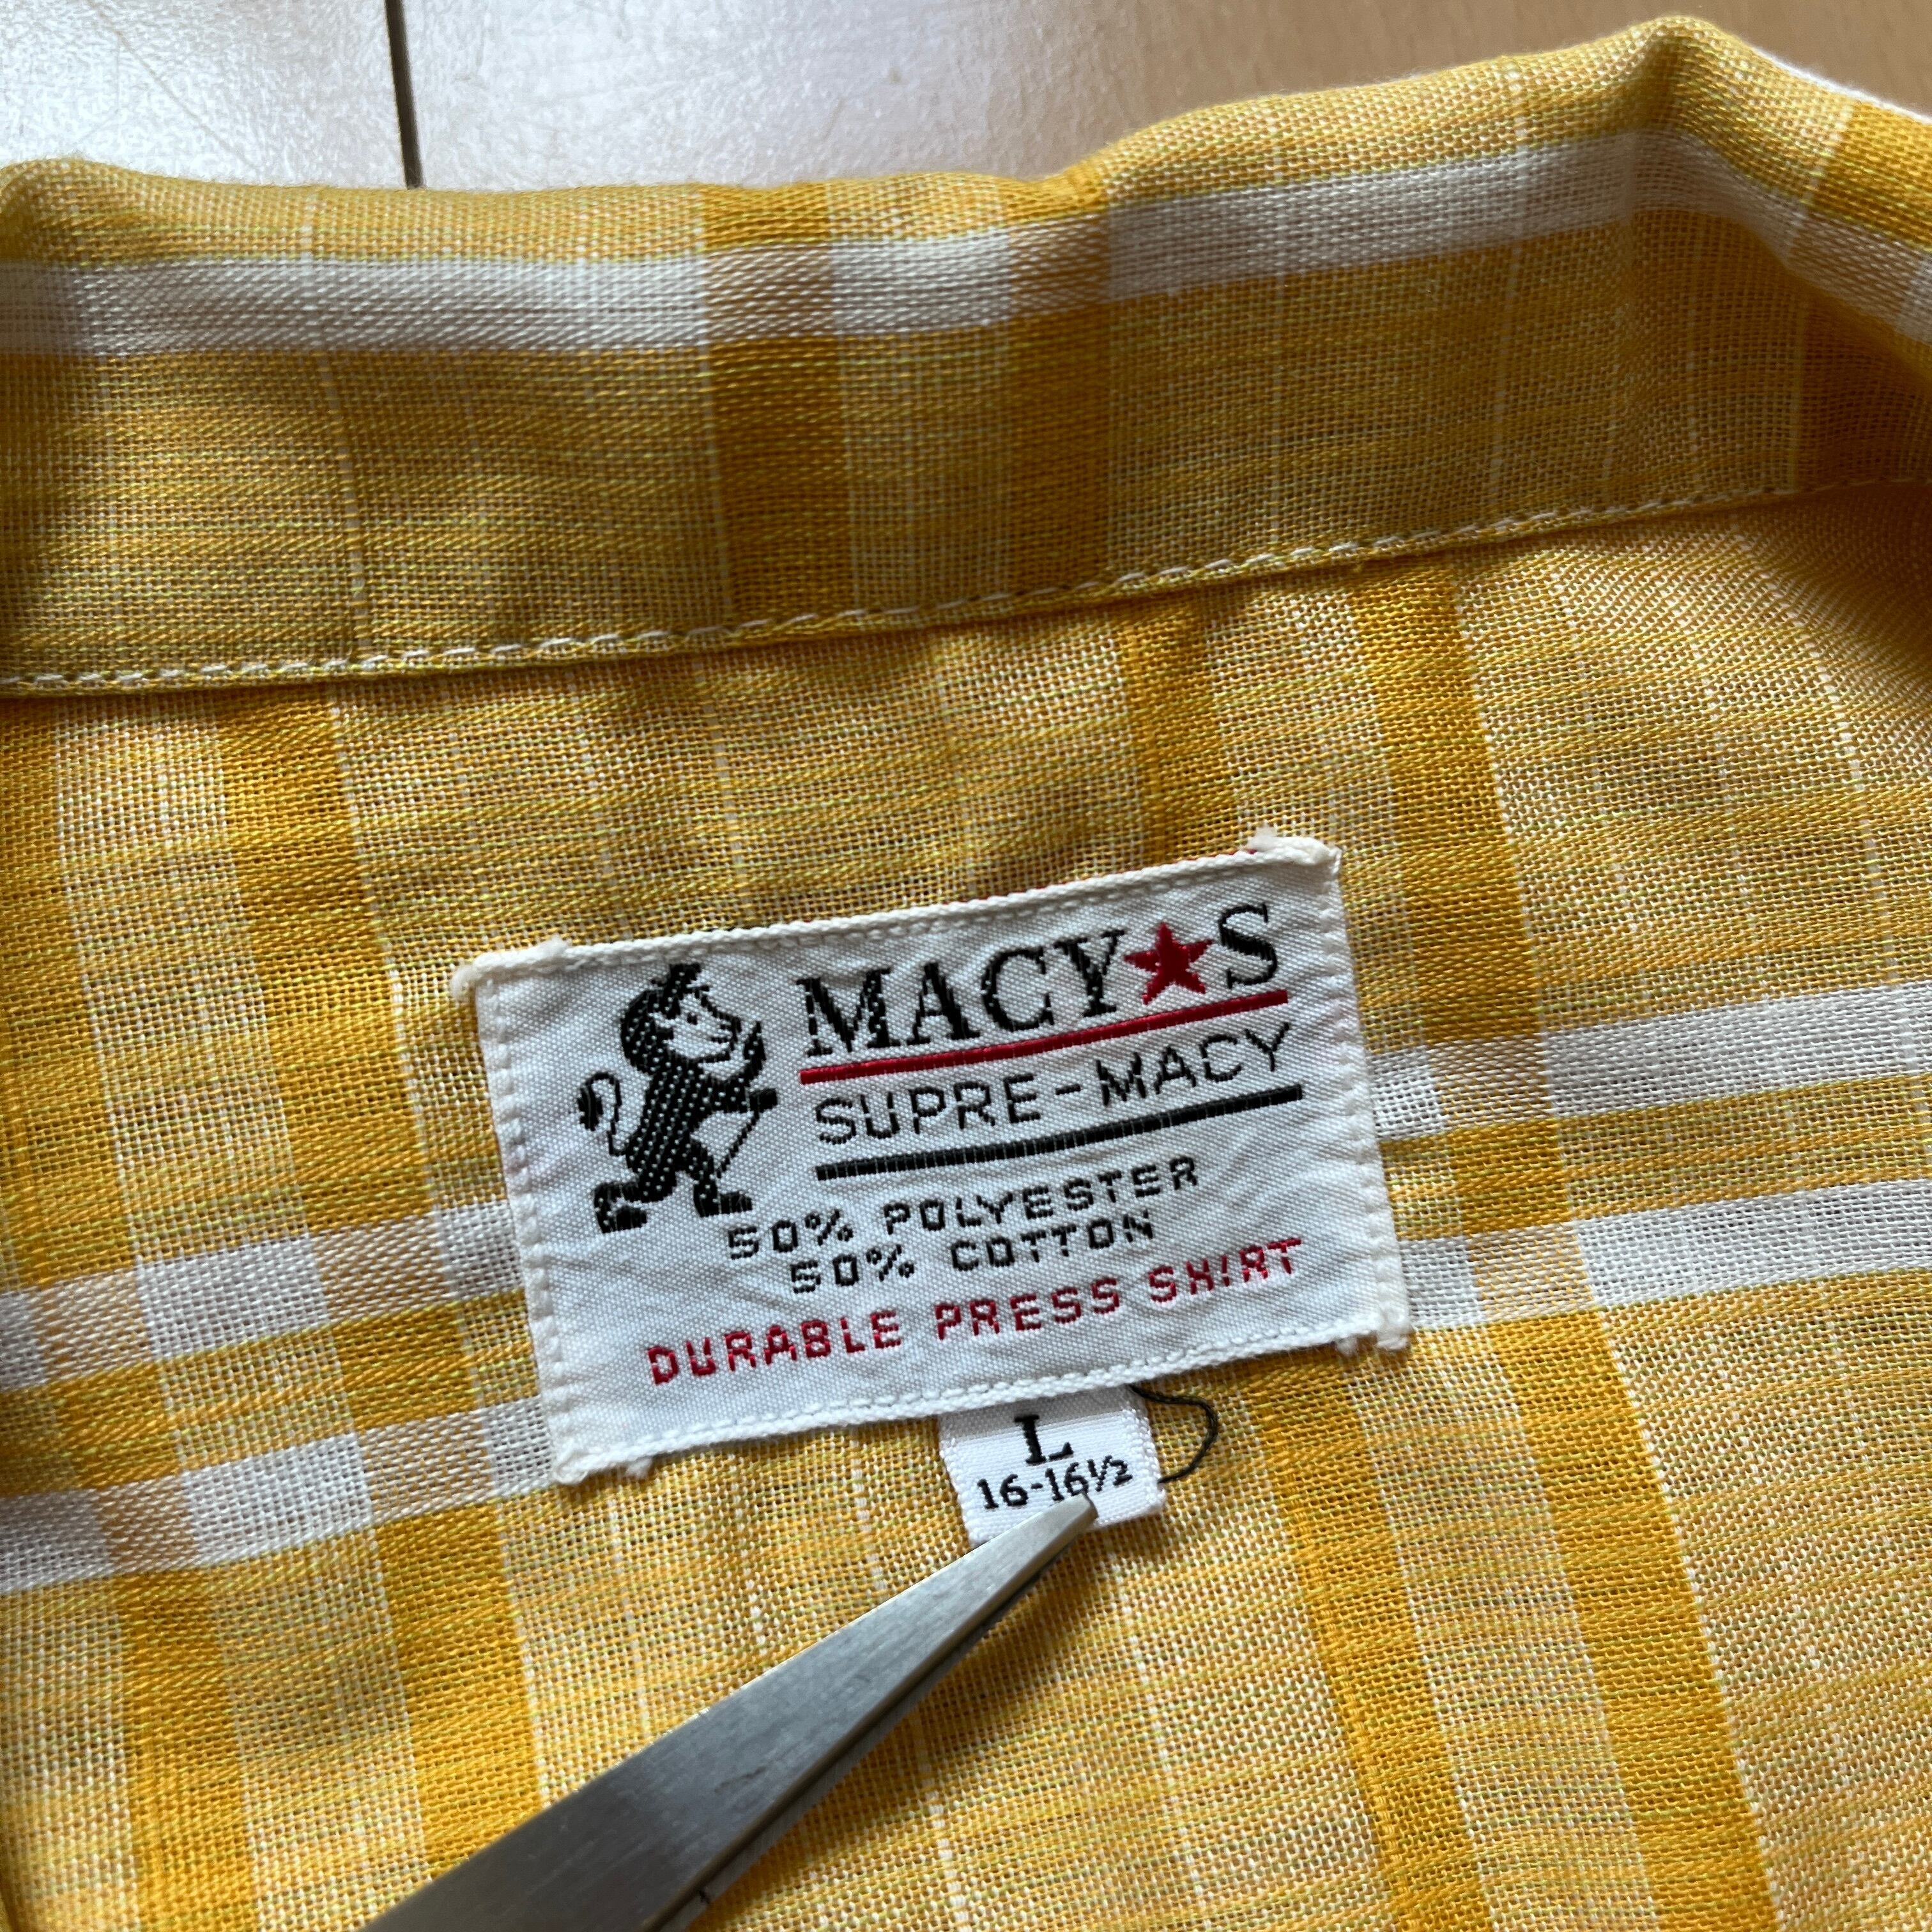 MACY★S
SUPRE-MACY
50% POLYESTER
50% COTTON
DURABLE PRESS SHIRT
L
16-16½